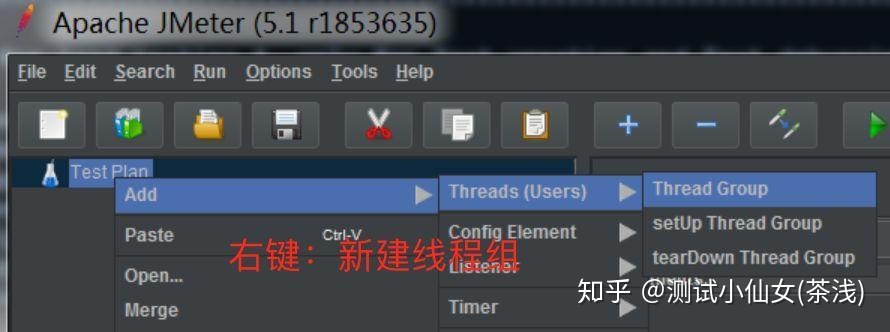 Apache JMeter (5.1 r1853635)
File Edit Search Run Options Tools Help
Test Plan
Add
Threads (Users)
Thread Group
Paste
Ctrl-V
Config Element
setUp Thread Group
右键：新建线程组
Listener
tearDown Thread Group
Open...
Merge
Timer
知乎 @测试小仙女(茶浅)